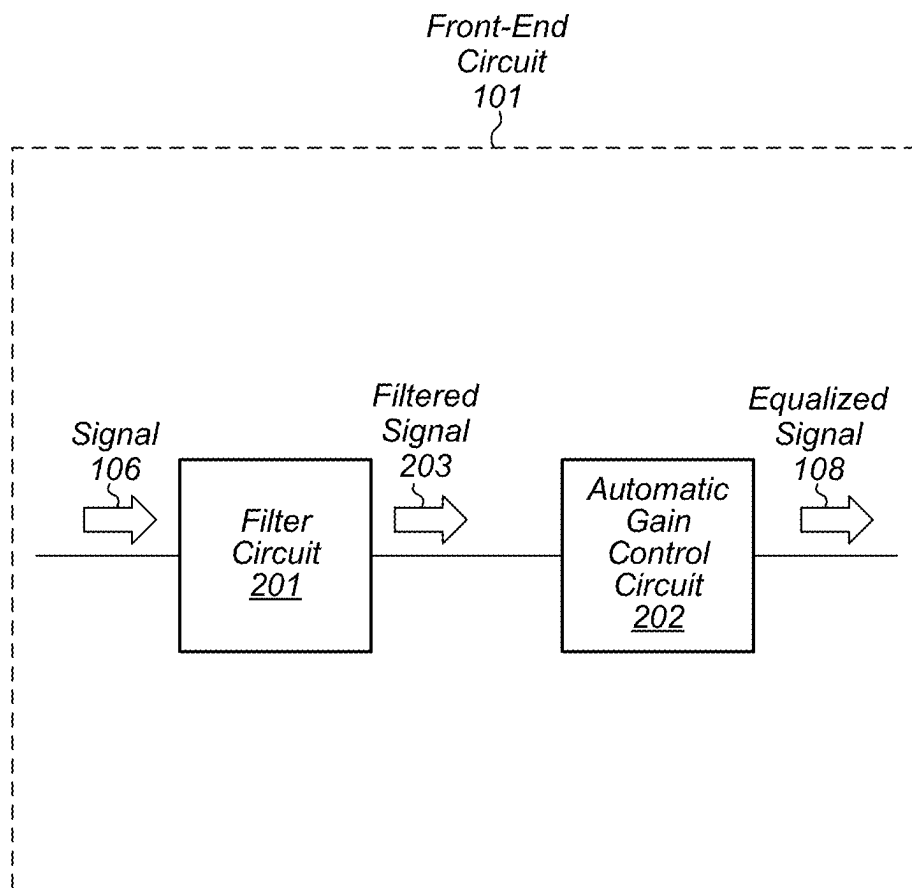 Front-End
Circuit
101
Signal
106
Filter
Circuit
201
Filtered
Signal
203
Automatic
Gain
Control
Circuit
202
Equalized
Signal
108